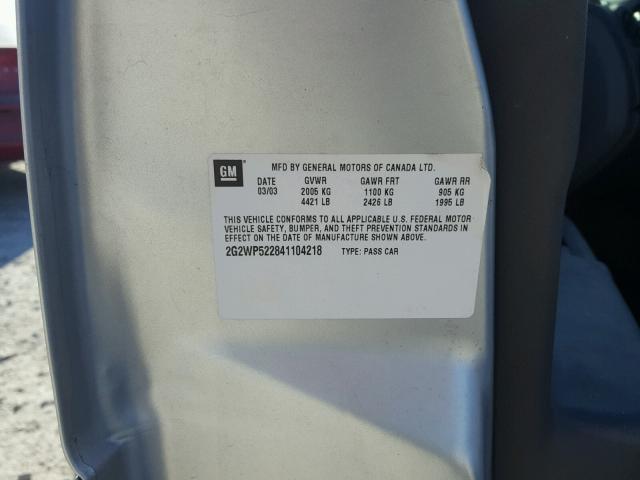 GM MFD BY GENERAL MOTORS OF CANADA LTD.
DATE GVWR GAWR FRT GAWR RR
03/03 2005 KG 1100 KG 905 KG
4421 LB 2426 LB 1995 LB
THIS VEHICLE CONFORMS TO ALL APPLICABLE U.S. FEDERAL MOTOR
VEHICLE SAFETY, BUMPER, AND THEFT PREVENTION STANDARDS IN
EFFECT ON THE DATE OF MANUFACTURE SHOWN ABOVE.
2G2WP522841104218 TYPE: PASS CAR